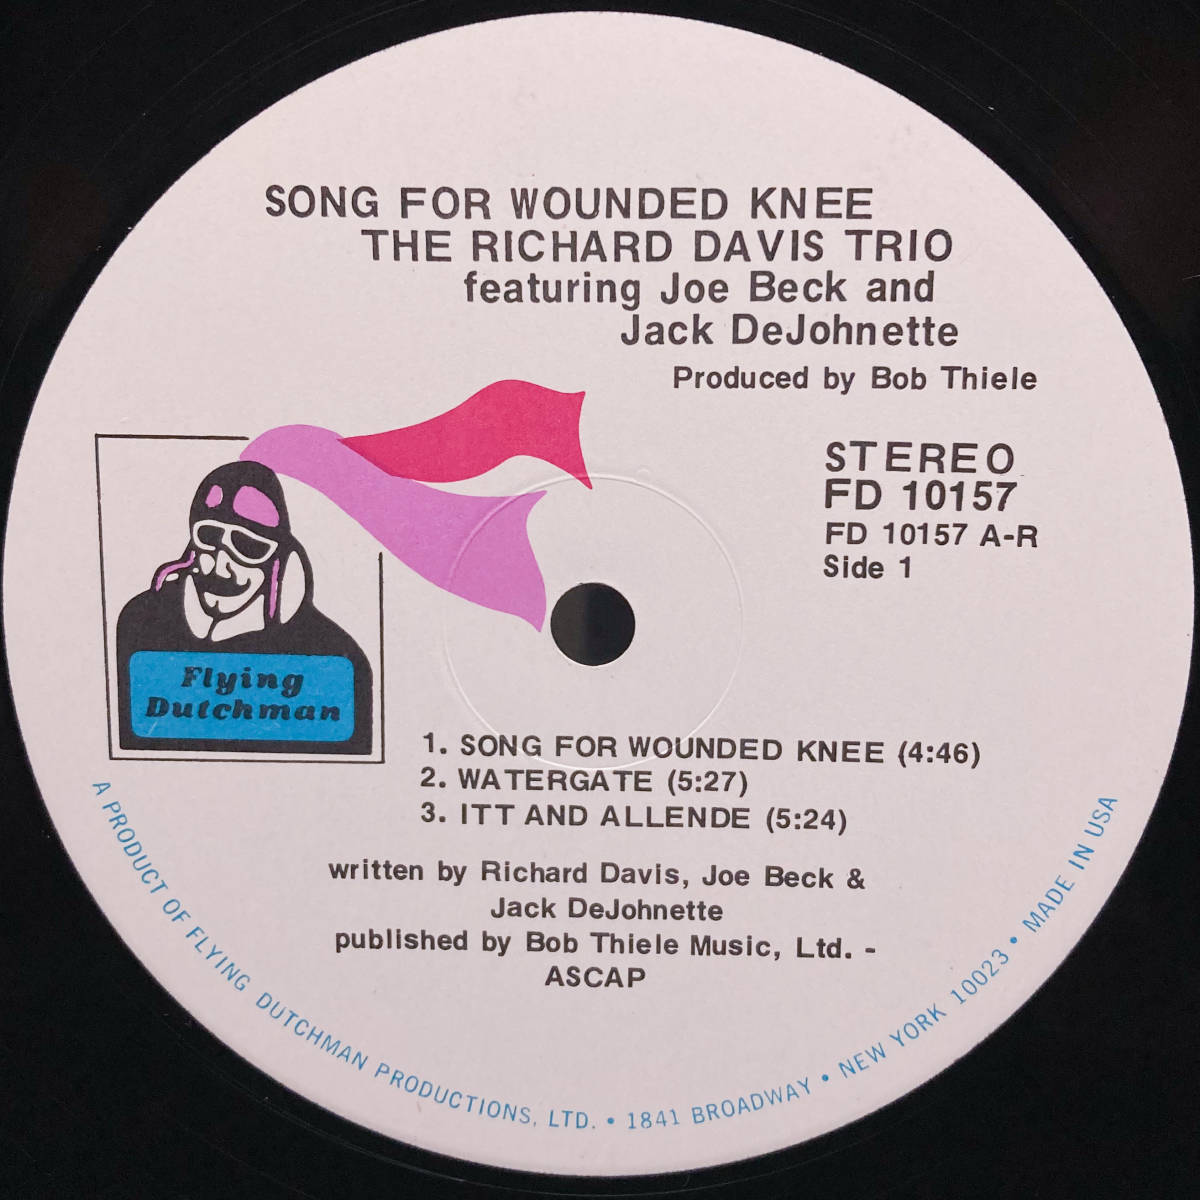 SONG FOR WOUNDED KNEE
THE RICHARD DAVIS TRIO
featuring Joe Beck and
Jack DeJohnette
Produced by Bob Thiele
STEREO
FD 10157
FD 10157 A-R
Side 1
Flying
Dutchman
1. SONG FOR WOUNDED KNEE (4:46)
2. WATERGATE (5:27)
3. ITT AND ALLENDE (5:24)
written by Richard Davis, Joe Beck &
Jack DeJohnette
published by Bob Thiele Music, Ltd. -
ASCAP
A PRODUCT OF FLYING DUTCHMAN PRODUCTIONS, LTD. • 1841 BROADWAY • NEW YORK 10023 • MADE IN USA